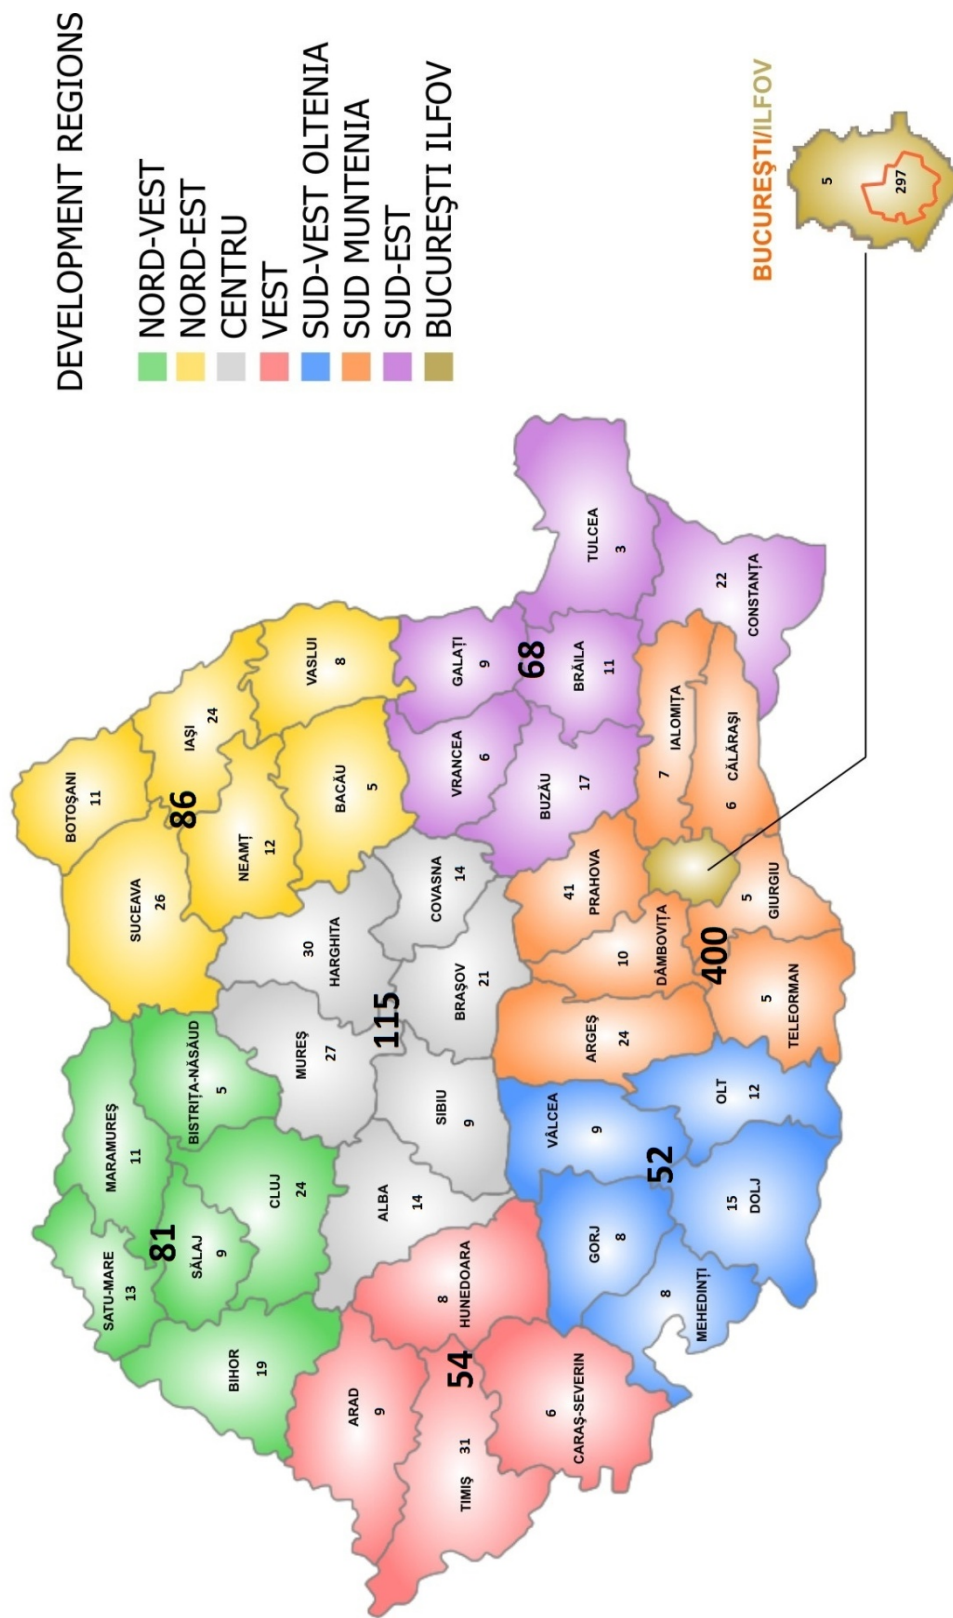 DEVELOPMENT REGIONS
NORD-VEST
NORD-EST
CENTRU
VEST
SUD-VEST OLTENIA
SUD MUNTENIA
SUD-EST
BUCUREŞTI ILFOV
BOTOŞANI
11
SUCEAVA
26
IAŞI
24
86
NEAMŢ
12
VASLUI
8
BACĂU
5
SATU-MARE
13
MARAMUREŞ
11
81
SĂLAJ
9
BISTRIŢA-NĂSĂUD
5
BIHOR
19
CLUJ
24
MUREŞ
27
30
HARGHITA
ALBA
14
115
SIBIU
9
BRAŞOV
21
COVASNA
14
ARAD
9
8
HUNEDOARA
54
TIMIŞ
31
6
CARAŞ-SEVERIN
VRANCEA
6
GALAŢI
9
68
BUZĂU
17
BRĂILA
11
TULCEA
3
22
CONSTANŢA
VÂLCEA
9
GORJ
8
52
8
MEHEDINŢI
15
DOLJ
OLT
12
ARGEŞ
24
10
DÂMBOVIŢA
41
PRAHOVA
7
IALOMIŢA
6
CĂLĂRAŞI
400
5
GIURGIU
5
TELEORMAN
BUCUREŞTI/ILFOV
5
297